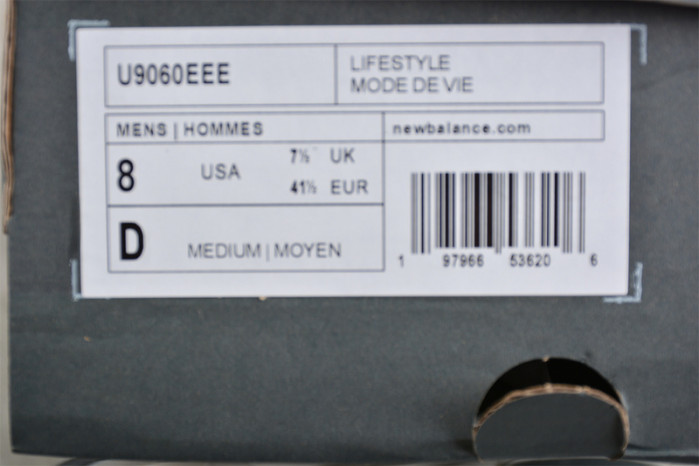 U9060EEE
LIFESTYLE
MODE DE VIE
MENS | HOMMES
newbalance.com
8 USA 7½ UK
41½ EUR
D MEDIUM | MOYEN
1 97966 53620 6